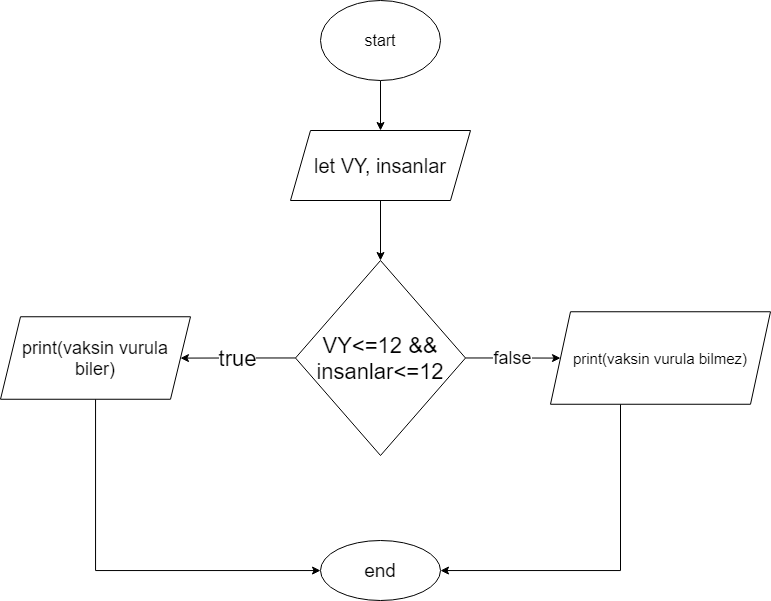 start
let VY, insanlar
VY<=12 &&
insanlar<=12
true
false
print(vaksin vurula
biler)
print(vaksin vurula bilmez)
end